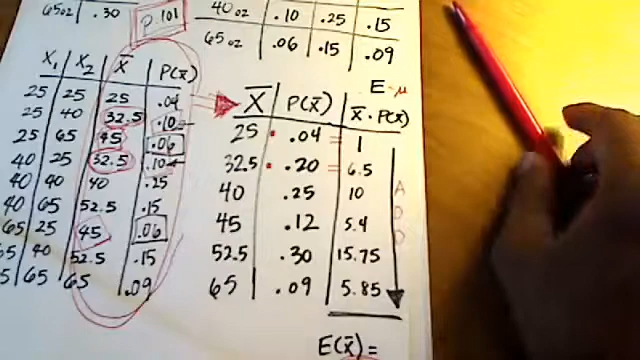 65oz .30
p.101
40oz .10 .25 .15
65oz .06 .15 .09
X1 X2 X̅ P(x̅)
25 25 25 .04
25 40 32.5 .10
25 65 45 .06
40 25 32.5 .10
40 40 40 .25
40 65 52.5 .15
65 25 45 .06
65 40 52.5 .15
65 65 65 .09
E = μ
X̅ P(x̅) X̅ · P(x̅)
25 · .04 = 1
32.5 · .20 = 6.5
40 .25 10
45 .12 5.4
52.5 .30 15.75
65 .09 5.85
ADD
E(x̅) =